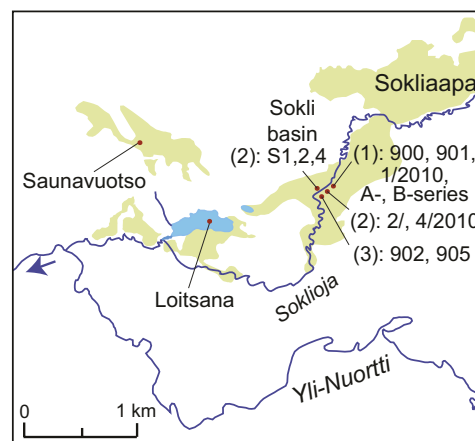 Sokliaapa
Sokli
basin
(2): S1,2,4
(1): 900, 901,
1/2010,
A-, B-series
(2): 2/, 4/2010
(3): 902, 905
Saunavuotso
Loitsana
Soklioja
Yli-Nuortti
0 1 km